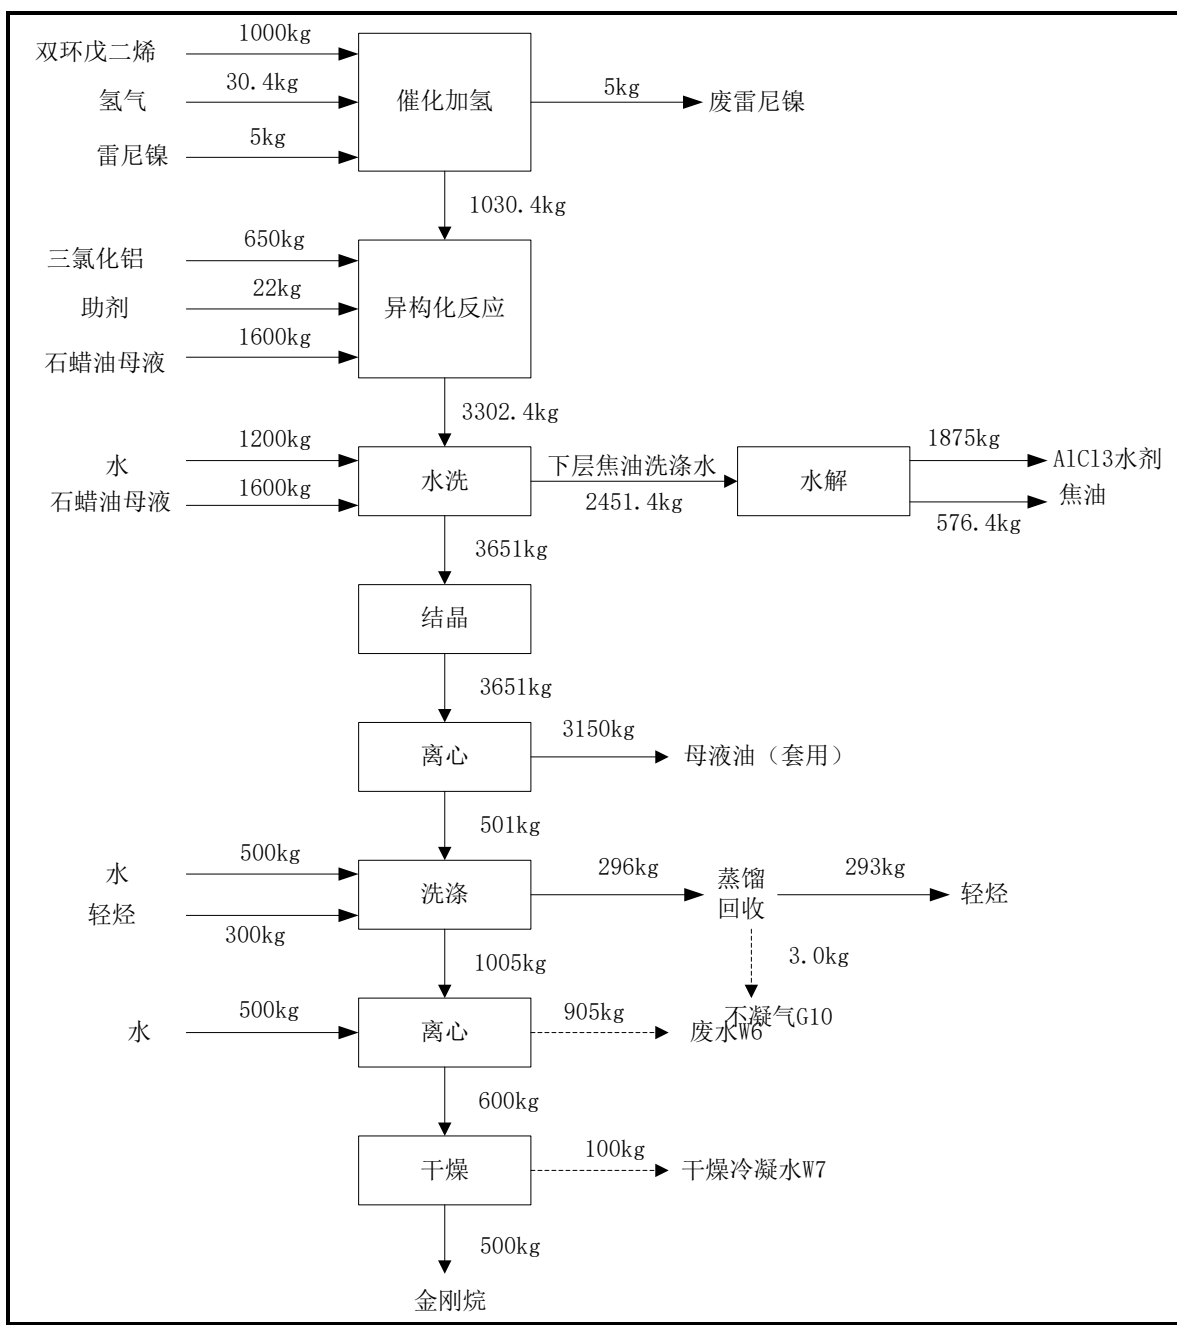 双环戊二烯
1000kg
氢气
30.4kg
雷尼镍
5kg
催化加氢
5kg
废雷尼镍
1030.4kg
三氯化铝
650kg
助剂
22kg
石蜡油母液
1600kg
异构化反应
3302.4kg
水
1200kg
石蜡油母液
1600kg
水洗
下层焦油洗涤水
2451.4kg
水解
1875kg
AlCl3水剂
焦油
576.4kg
3651kg
结晶
3651kg
离心
3150kg
母液油（套用）
501kg
水
500kg
轻烃
300kg
洗涤
296kg
蒸馏
回收
293kg
轻烃
3.0kg
不凝气G10
1005kg
水
500kg
离心
905kg
废水W6
600kg
干燥
100kg
干燥冷凝水W7
500kg
金刚烷